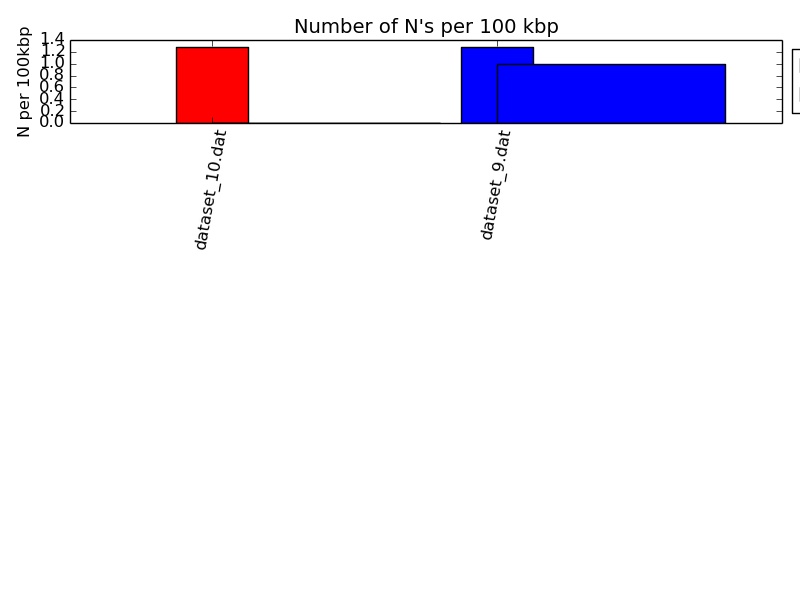 Number of N's per 100 kbp
N per 100kbp
1.4
1.2
1.0
0.8
0.6
0.4
0.2
0.0
dataset_10.dat
dataset_9.dat